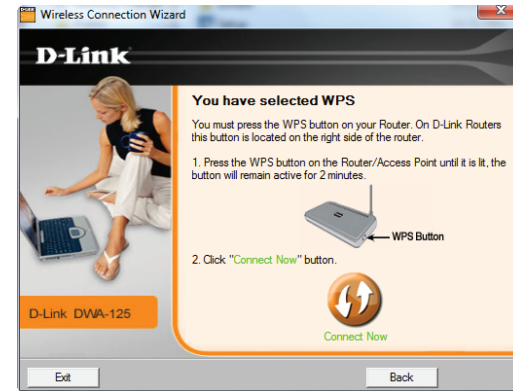 Wireless Connection Wizard
D-Link
You have selected WPS
You must press the WPS button on your Router. On D-Link Routers
this button is located on the right side of the router.
1. Press the WPS button on the Router/Access Point until it is lit, the
button will remain active for 2 minutes.
WPS Button
2. Click "Connect Now" button.
D-Link DWA-125
Connect Now
Exit
Back